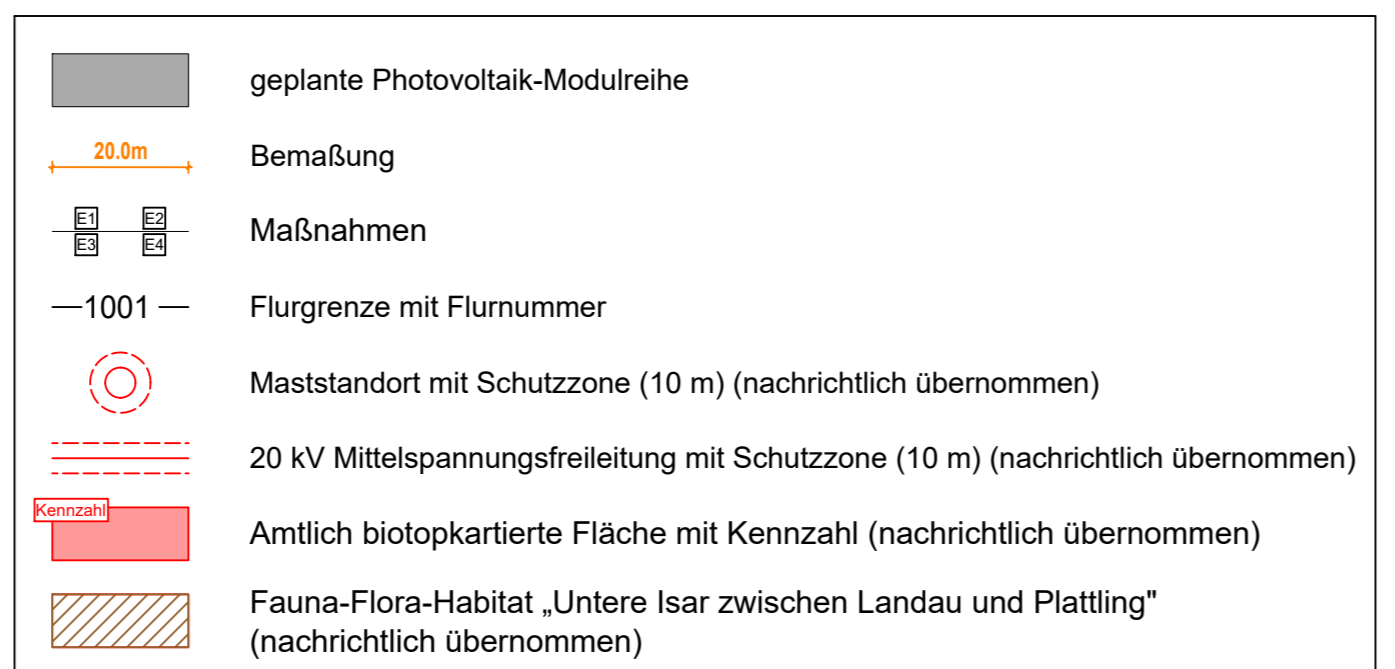 geplante Photovoltaik-Modulreihe
20.0m Bemaßung
E1 E2
E3 E4
Maßnahmen
1001 Flurgrenze mit Flurnummer
Maststandort mit Schutzzone (10 m) (nachrichtlich übernommen)
20 kV Mittelspannungsfreileitung mit Schutzzone (10 m) (nachrichtlich übernommen)
Kennzahl
Amtlich biotopkartierte Fläche mit Kennzahl (nachrichtlich übernommen)
Fauna-Flora-Habitat „Untere Isar zwischen Landau und Plattling"
(nachrichtlich übernommen)